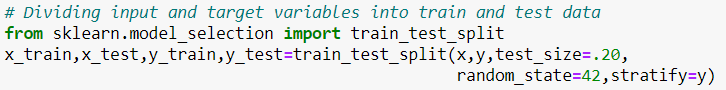 # Dividing input and target variables into train and test data
from sklearn.model_selection import train_test_split
x_train,x_test,y_train,y_test=train_test_split(x,y,test_size=.20,
random_state=42,stratify=y)